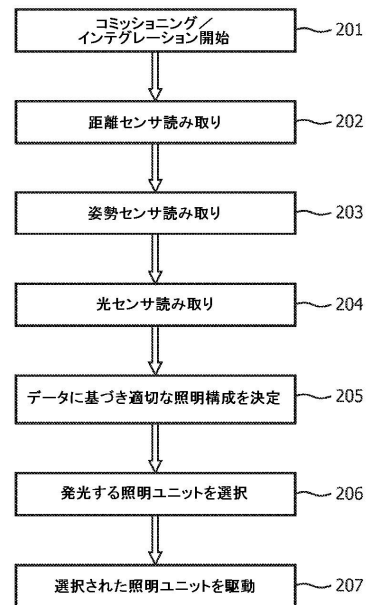 コミッショニング／
インテグレーション開始
201
距離センサ読み取り
202
姿勢センサ読み取り
203
光センサ読み取り
204
データに基づき適切な照明構成を決定
205
発光する照明ユニットを選択
206
選択された照明ユニットを駆動
207